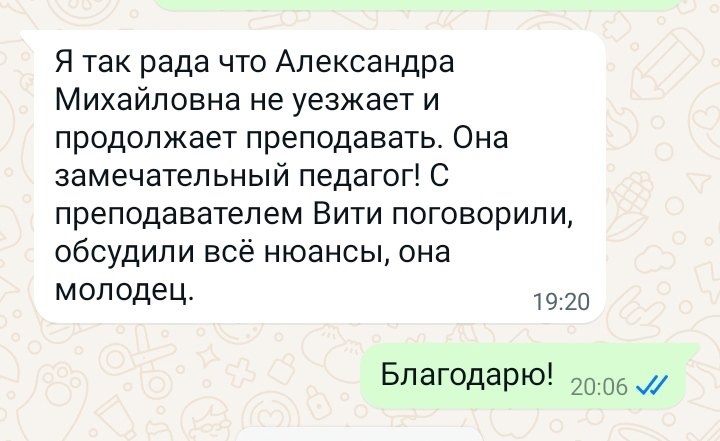 Я так рада что Александра
Михайловна не уезжает и
продолжает преподавать. Она
замечательный педагог! С
преподавателем Вити поговорили,
обсудили всё нюансы, она
молодец.
19:20
Благодарю!
20:06